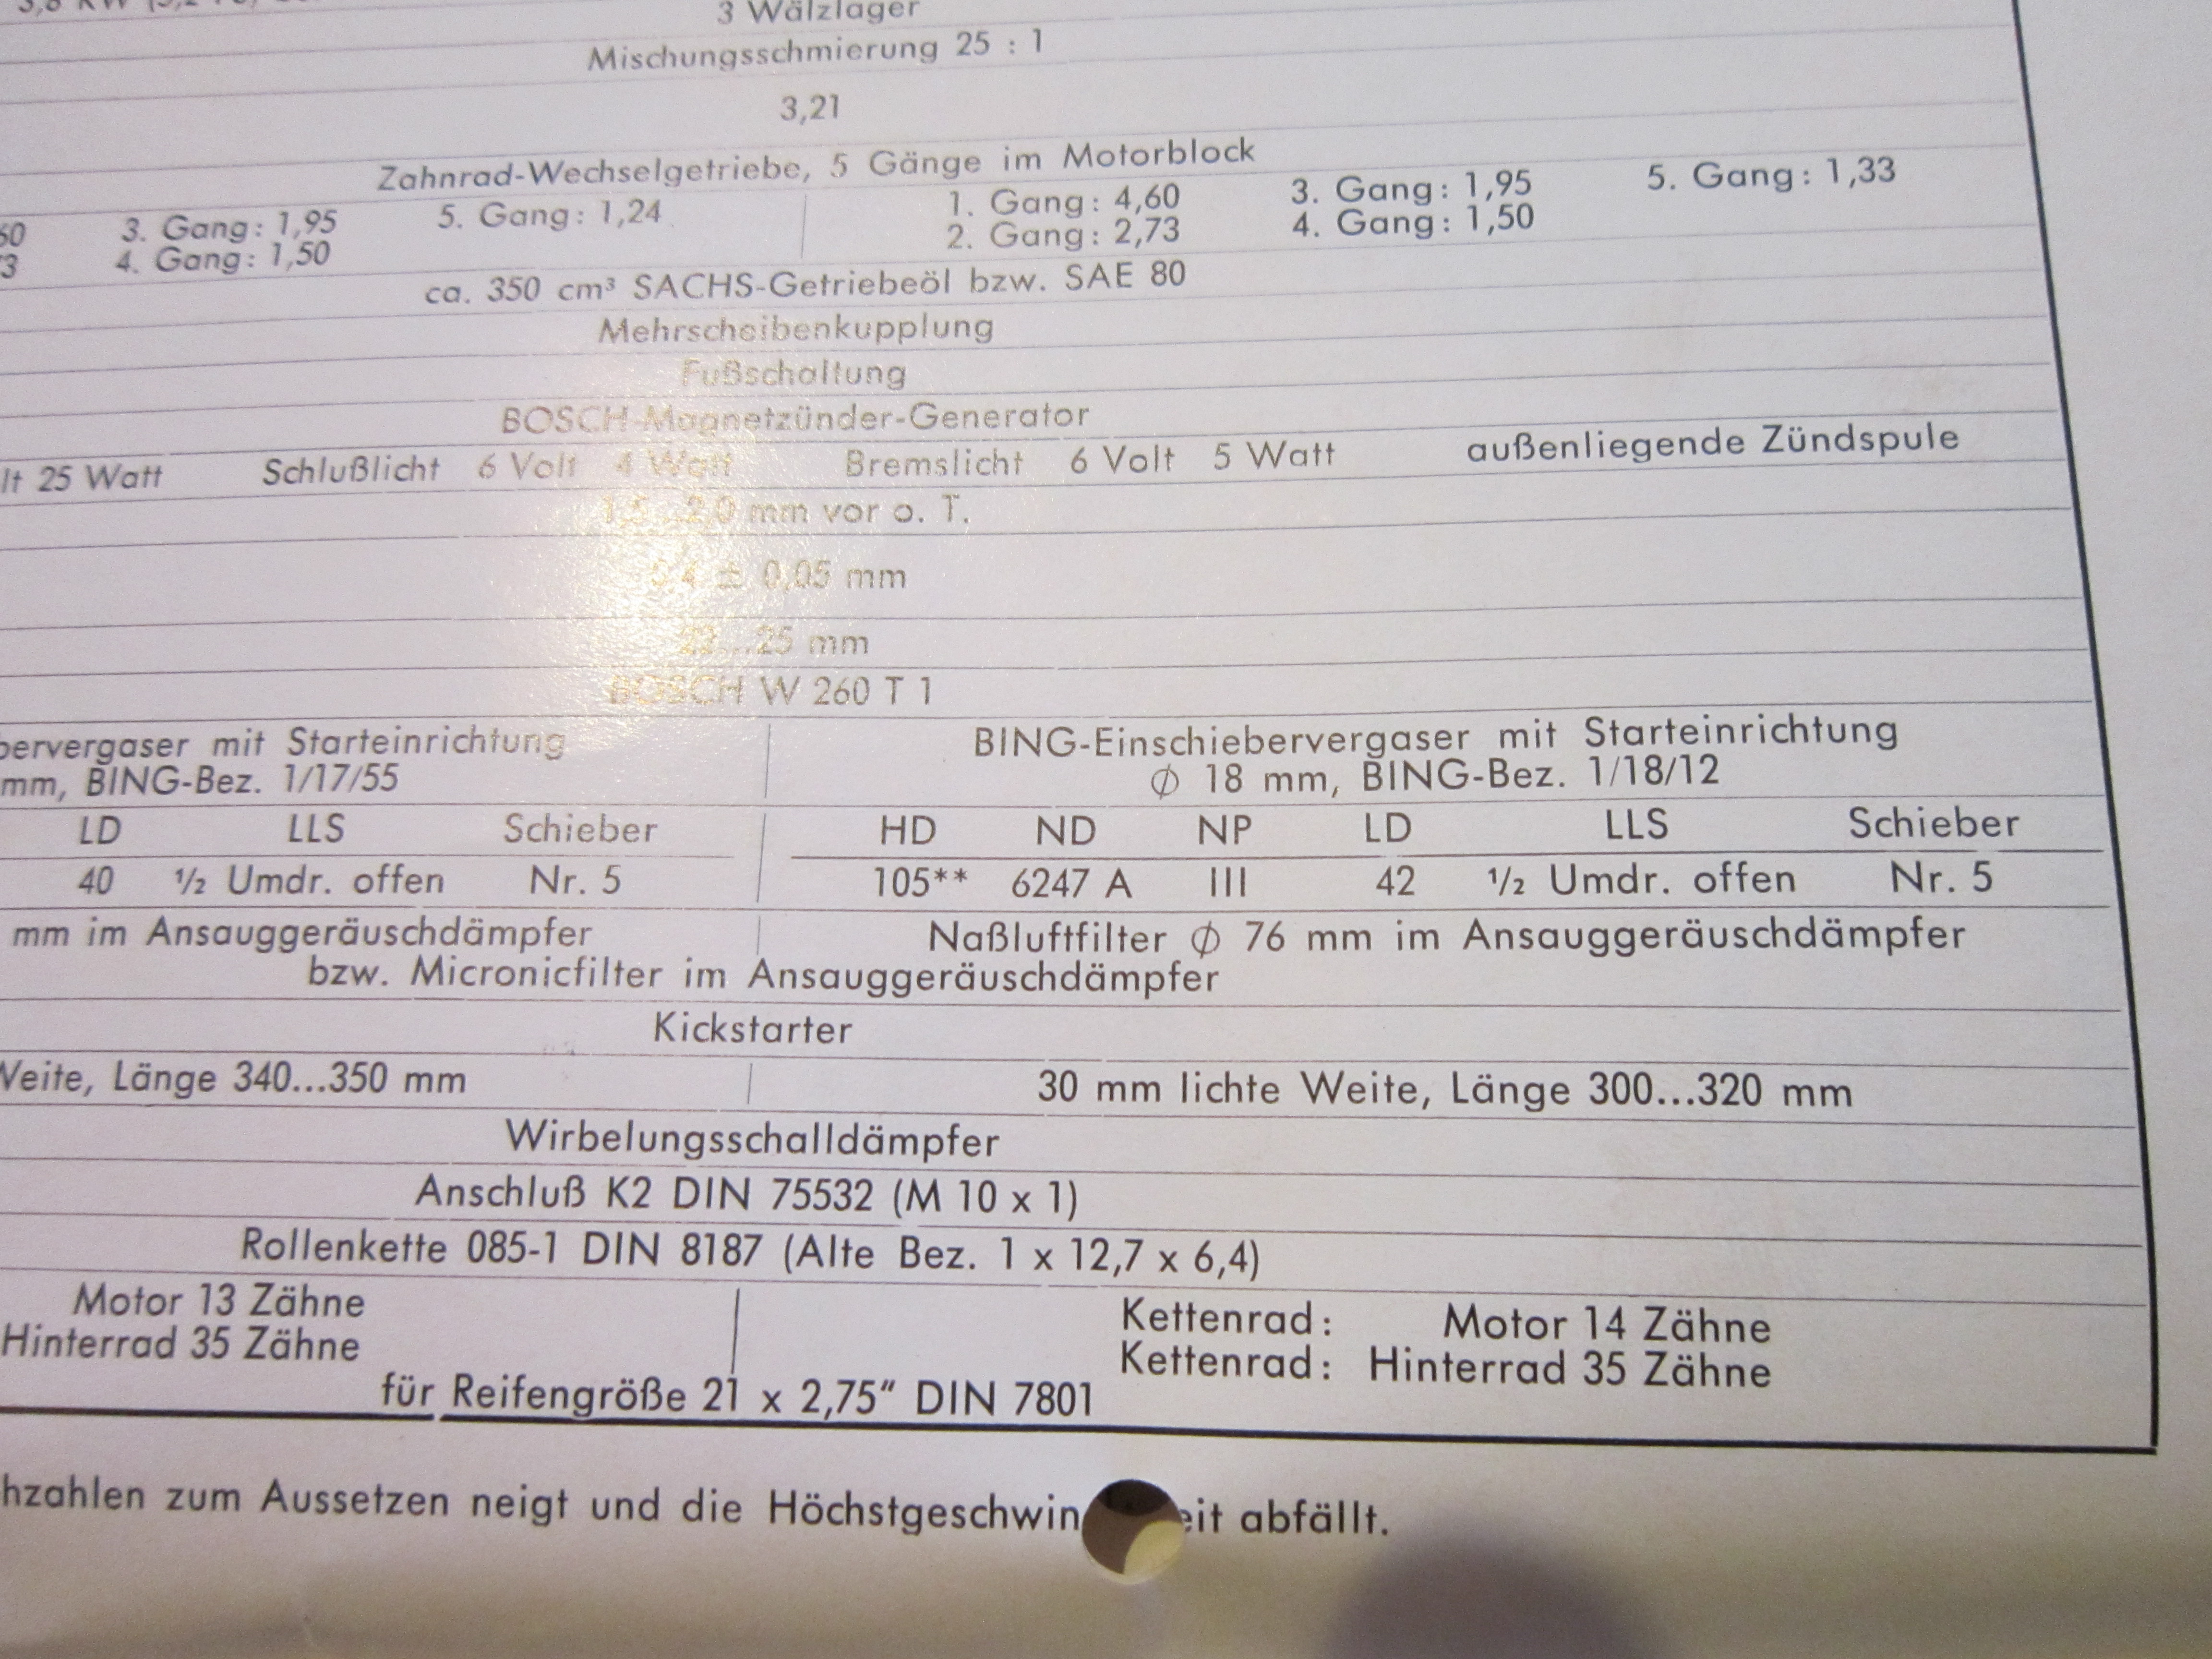 3 Wälzlager
Mischungsschmierung 25 : 1
3,21
Zahnrad-Wechselgetriebe, 5 Gänge im Motorblock
3. Gang: 1,95 5. Gang: 1,24 1. Gang: 4,60 3. Gang: 1,95 5. Gang: 1,33
4. Gang: 1,50 2. Gang: 2,73 4. Gang: 1,50
ca. 350 cm³ SACHS-Getriebeöl bzw. SAE 80
Mehrscheibenkupplung
Fußschaltung
BOSCH-Magnetzünder-Generator
lt 25 Watt Schlußlicht 6 Volt 4 Watt Bremslicht 6 Volt 5 Watt außenliegende Zündspule
1,5...2,0 mm vor o. T.
± 0,05 mm
22...25 mm
BOSCH W 260 T 1
bervergaser mit Starteinrichtung BING-Einschiebervergaser mit Starteinrichtung
mm, BING-Bez. 1/17/55 Ø 18 mm, BING-Bez. 1/18/12
LD LLS Schieber HD ND NP LD LLS Schieber
40 ½ Umdr. offen Nr. 5 105** 6247 A III 42 ½ Umdr. offen Nr. 5
mm im Ansauggeräuschdämpfer Naßluftfilter Ø 76 mm im Ansauggeräuschdämpfer
bzw. Micronicfilter im Ansauggeräuschdämpfer
Kickstarter
Weite, Länge 340...350 mm 30 mm lichte Weite, Länge 300...320 mm
Wirbelungsschalldämpfer
Anschluß K2 DIN 75532 (M 10 x 1)
Rollenkette 085-1 DIN 8187 (Alte Bez. 1 x 12,7 x 6,4)
Motor 13 Zähne Kettenrad: Motor 14 Zähne
Hinterrad 35 Zähne Kettenrad: Hinterrad 35 Zähne
für Reifengröße 21 x 2,75" DIN 7801
hzahlen zum Aussetzen neigt und die Höchstgeschwin eit abfällt.